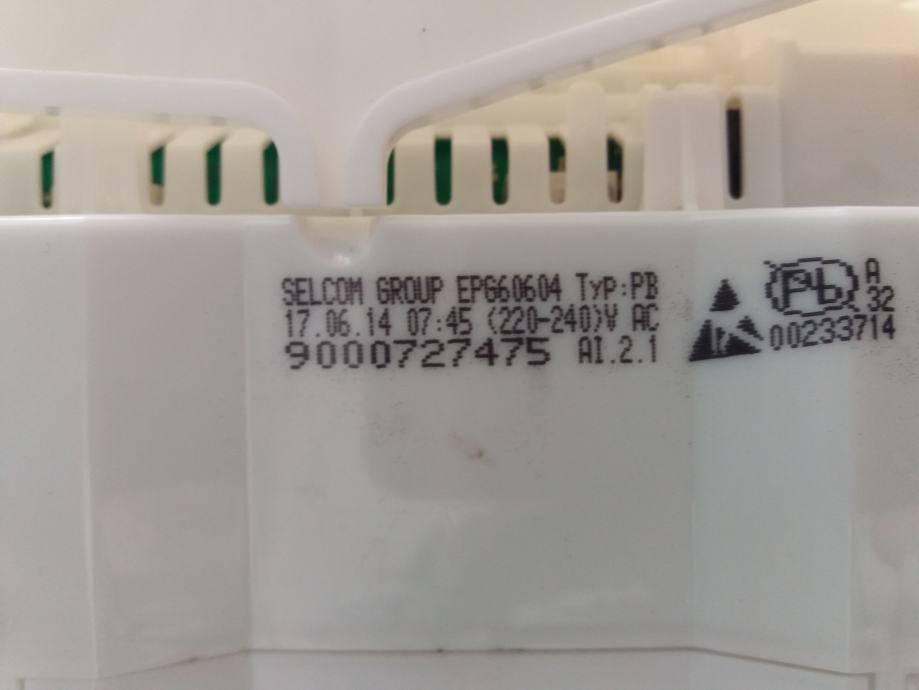 SELCOM GROUP EPG60604 Typ:PB
17.06.14 07:45 (220-240)V AC
9000727475 AI.2.1
Pb A
32
00233714